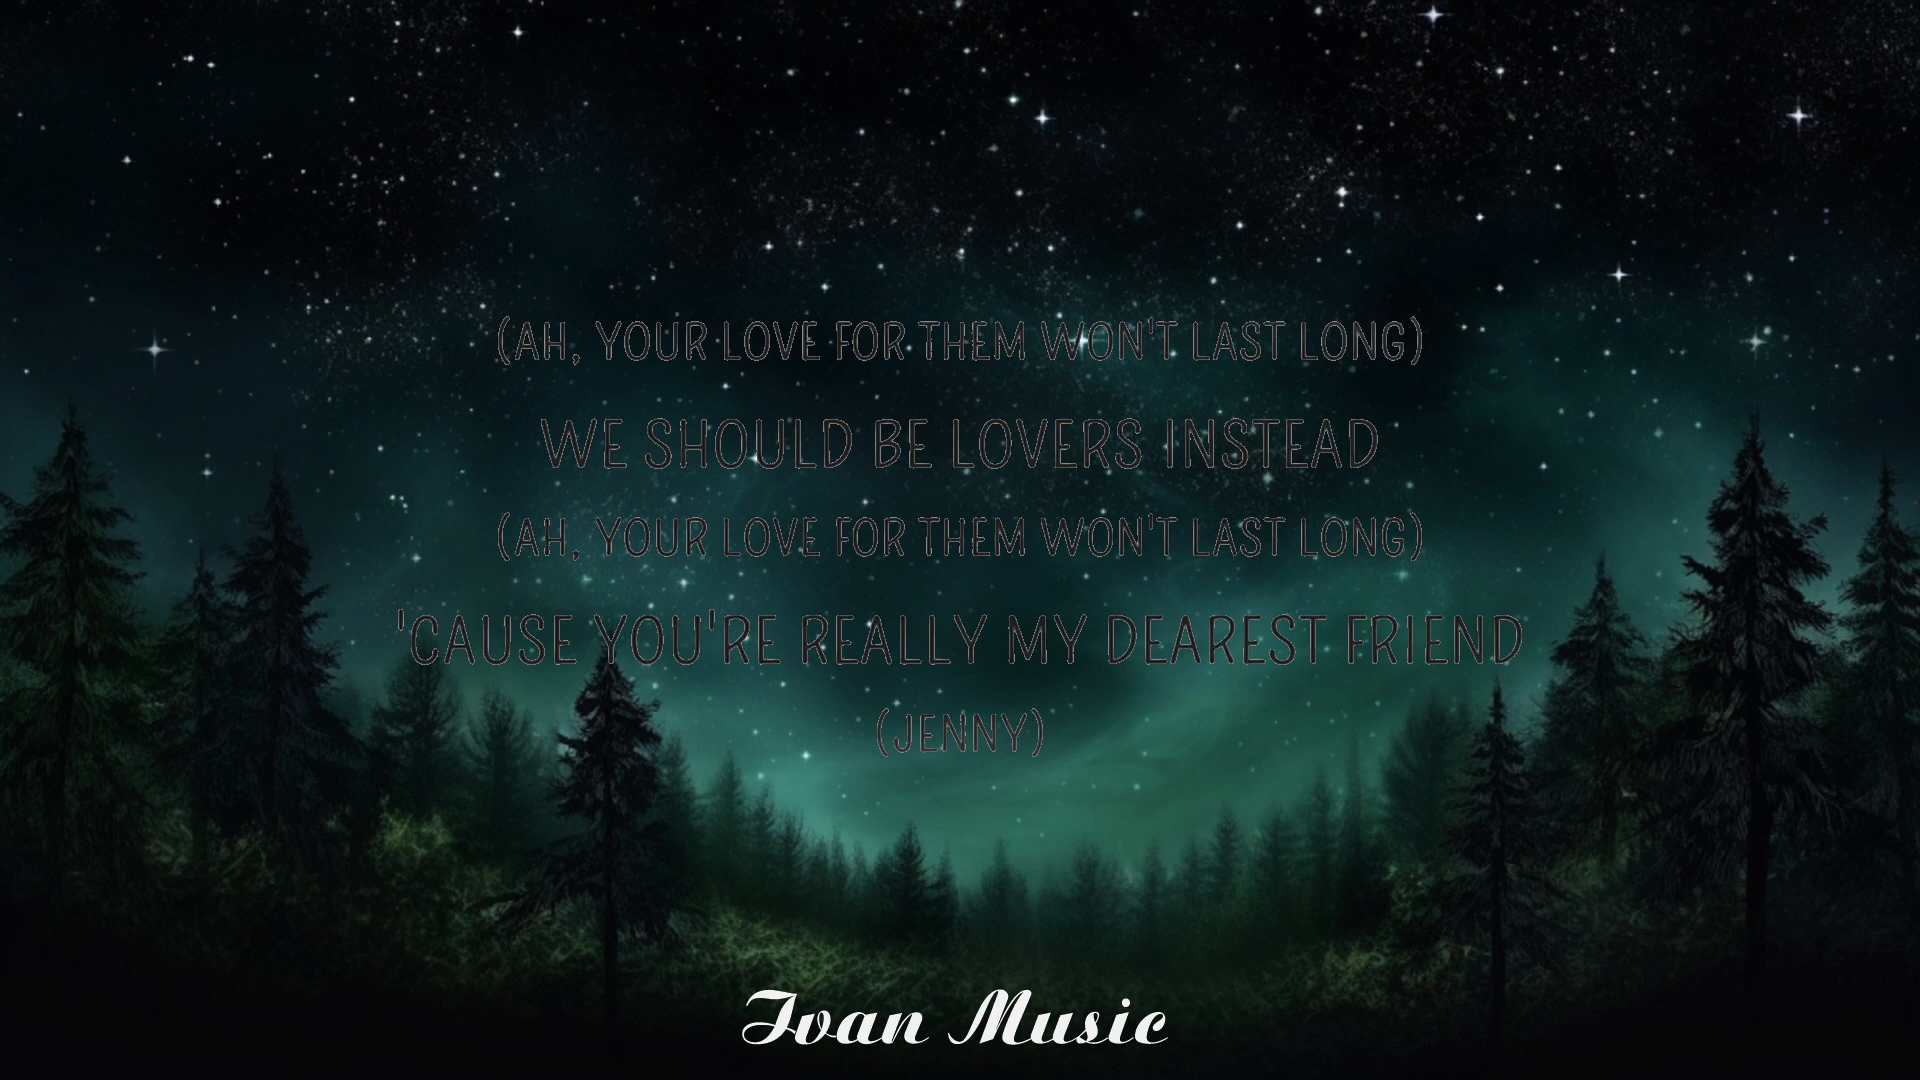 (AH, YOUR LOVE FOR THEM WON'T LAST LONG)
WE SHOULD BE LOVERS INSTEAD
(AH, YOUR LOVE FOR THEM WON'T LAST LONG)
'CAUSE YOU'RE REALLY MY DEAREST FRIEND
(JENNY)
Ivan Music